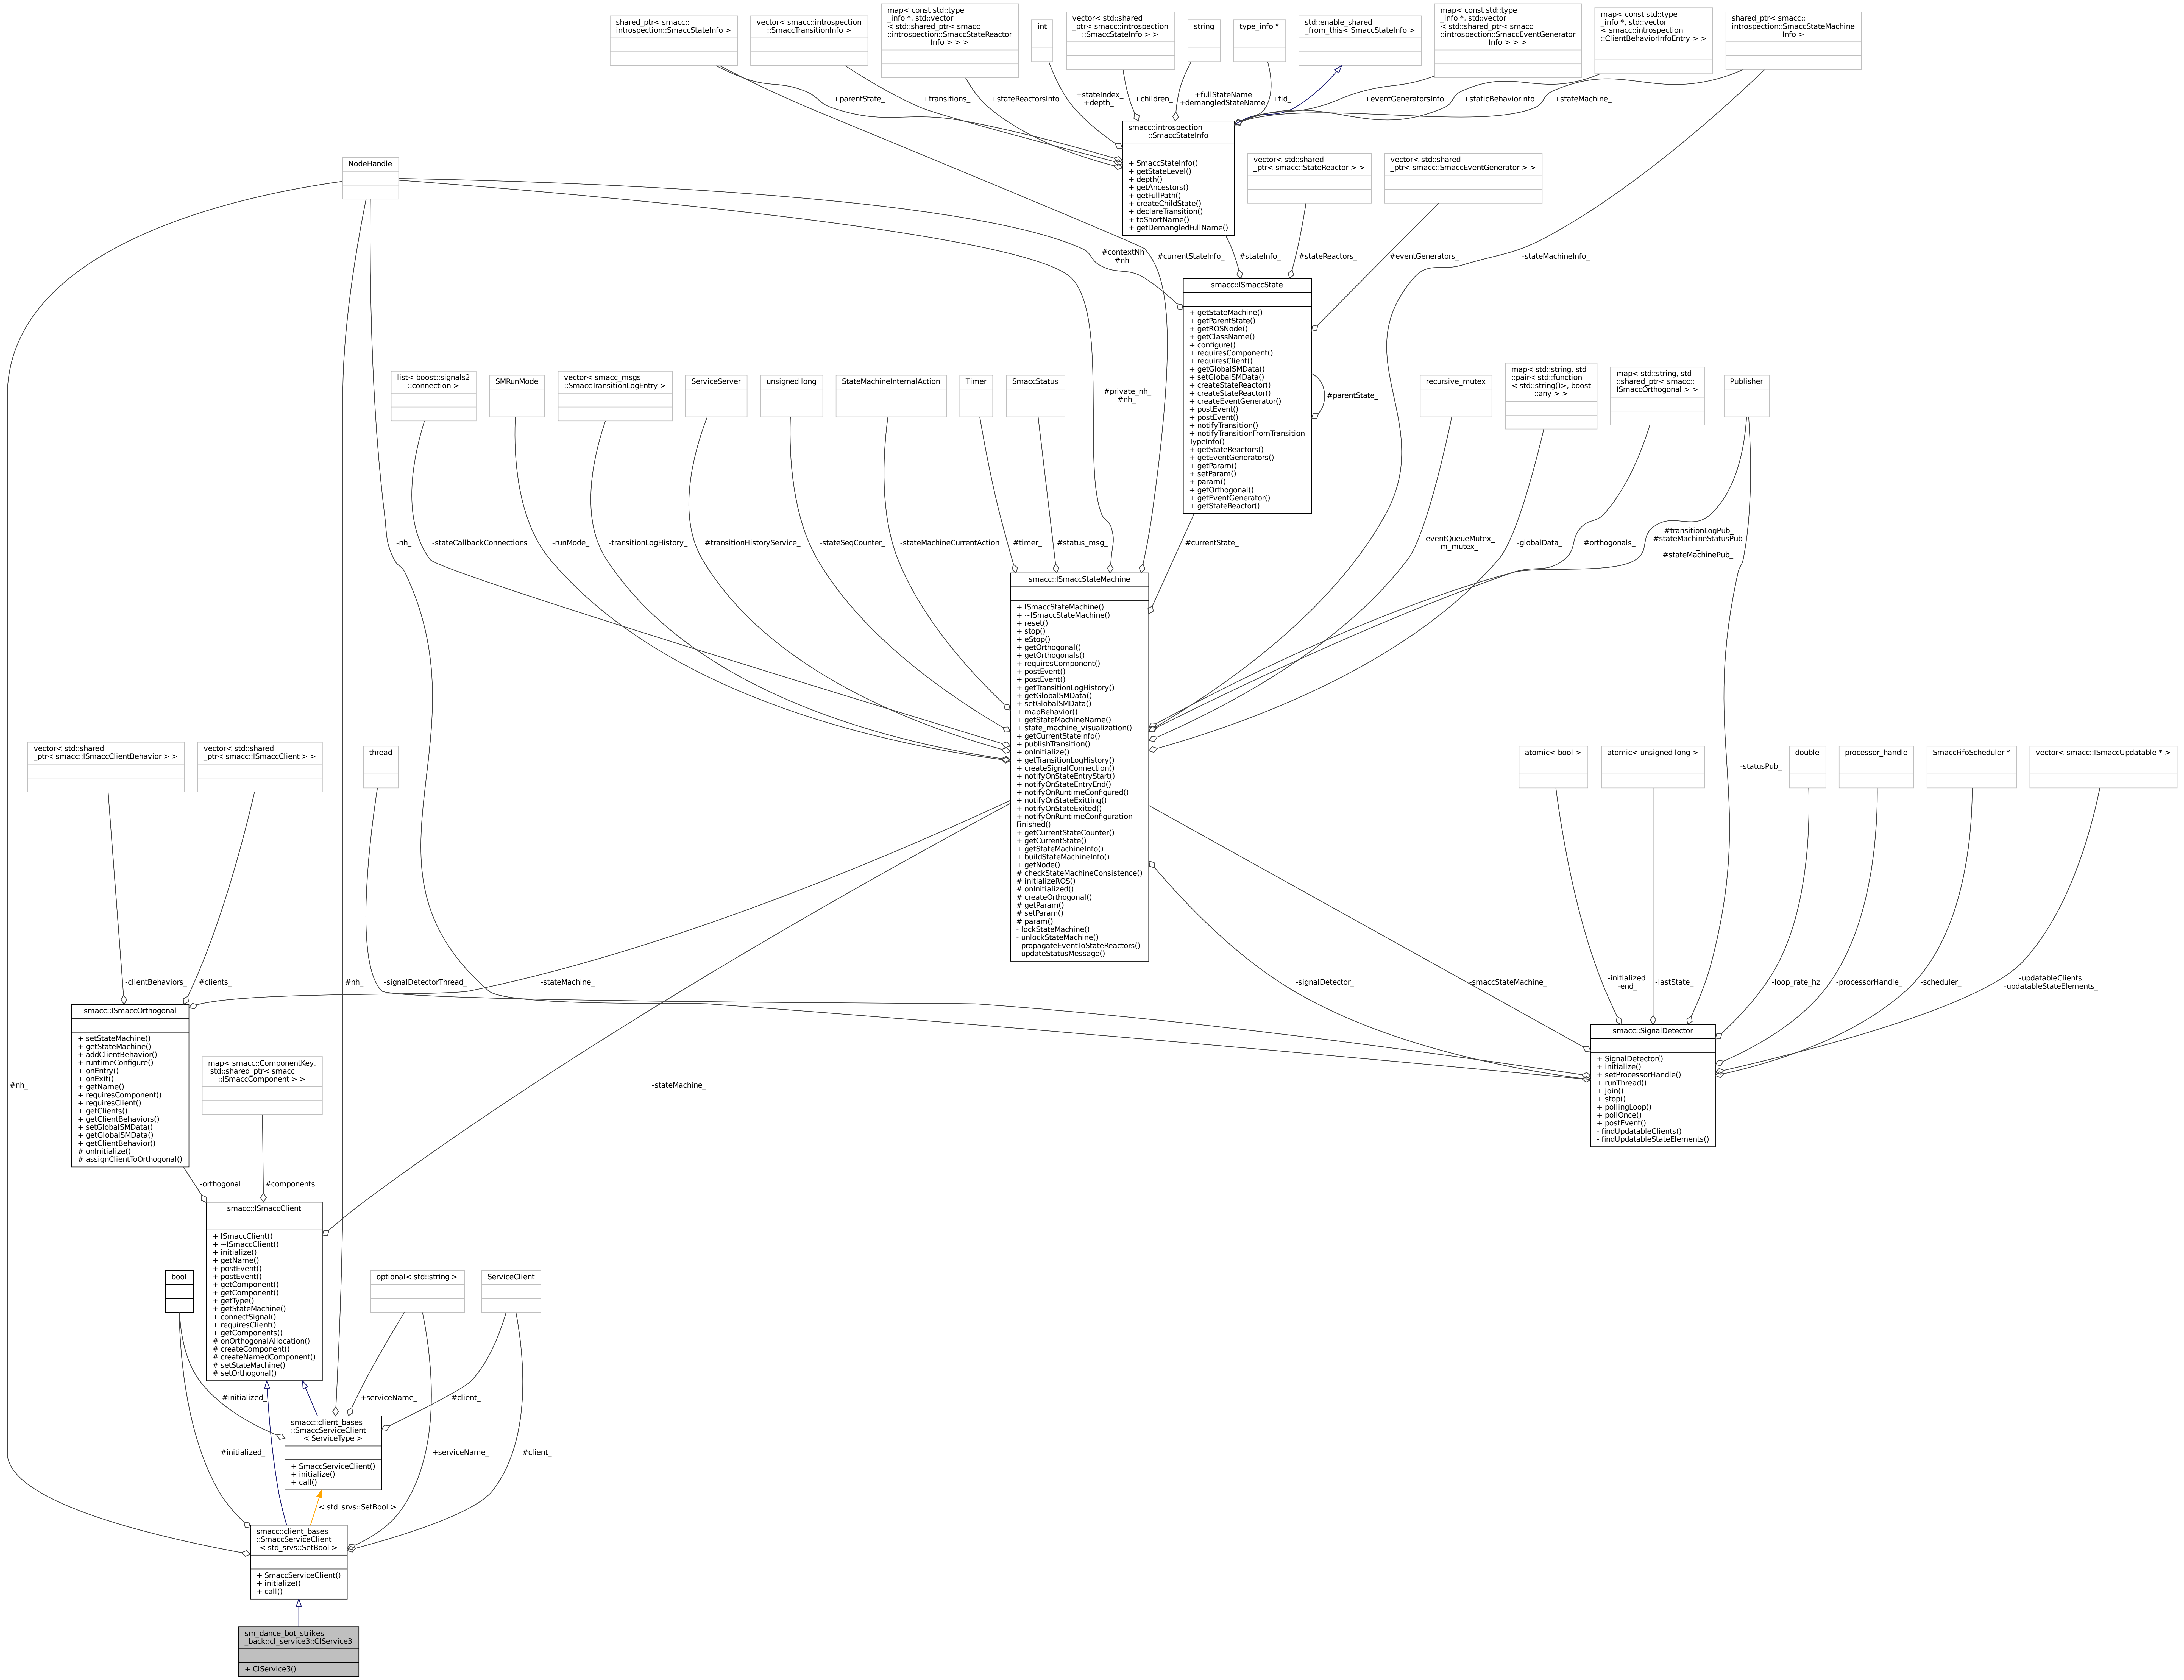 shared_ptr< smacc::
introspection::SmaccStateInfo >
vector< smacc::introspection
::SmaccTransitionInfo >
map< const std::type
_info *, std::vector
< std::shared_ptr< smacc
::introspection::SmaccStateReactor
Info > > >
int
vector< std::shared
_ptr< smacc::introspection
::SmaccStateInfo > >
string
type_info *
std::enable_shared
_from_this< SmaccStateInfo >
map< const std::type
_info *, std::vector
< std::shared_ptr< smacc
::introspection::SmaccEventGenerator
Info > > >
map< const std::type
_info *, std::vector
< smacc::introspection
::ClientBehaviorInfoEntry > >
shared_ptr< smacc::
introspection::SmaccStateMachine
Info >
+parentState_
+transitions_
+stateReactorsInfo
+stateIndex_
+depth_
+children_
+fullStateName
+demangledStateName
+tid_
+eventGeneratorsInfo
+staticBehaviorInfo
+stateMachine_
smacc::introspection
::SmaccStateInfo
+ SmaccStateInfo()
+ getStateLevel()
+ depth()
+ getAncestors()
+ getFullPath()
+ createChildState()
+ declareTransition()
+ toShortName()
+ getDemangledFullName()
NodeHandle
vector< std::shared
_ptr< smacc::StateReactor > >
vector< std::shared
_ptr< smacc::SmaccEventGenerator > >
#contextNh
#nh
#currentStateInfo_
#stateInfo_
#stateReactors_
#eventGenerators_
-stateMachineInfo_
smacc::ISmaccState
+ getStateMachine()
+ getParentState()
+ getROSNode()
+ getClassName()
+ configure()
+ requiresComponent()
+ requiresClient()
+ getGlobalSMData()
+ setGlobalSMData()
+ createStateReactor()
+ createStateReactor()
+ createEventGenerator()
+ postEvent()
+ postEvent()
+ notifyTransition()
+ notifyTransitionFromTransition
TypeInfo()
+ getStateReactors()
+ getEventGenerators()
+ getParam()
+ setParam()
+ param()
+ getOrthogonal()
+ getEventGenerator()
+ getStateReactor()
#parentState_
list< boost::signals2
::connection >
SMRunMode
vector< smacc_msgs
::SmaccTransitionLogEntry >
ServiceServer
unsigned long
StateMachineInternalAction
Timer
SmaccStatus
#private_nh_
#nh_
recursive_mutex
map< std::string, std
::pair< std::function
< std::string()>, boost
::any > >
map< std::string, std
::shared_ptr< smacc::
ISmaccOrthogonal > >
Publisher
-nh_
-stateCallbackConnections
-runMode_
-transitionLogHistory_
#transitionHistoryService_
-stateSeqCounter_
-stateMachineCurrentAction
#timer_
#status_msg_
#currentState_
-eventQueueMutex_
-m_mutex_
-globalData_
#orthogonals_
#transitionLogPub_
#stateMachineStatusPub
_
#stateMachinePub_
smacc::ISmaccStateMachine
+ ISmaccStateMachine()
+ ~ISmaccStateMachine()
+ reset()
+ stop()
+ eStop()
+ getOrthogonal()
+ getOrthogonals()
+ requiresComponent()
+ postEvent()
+ postEvent()
+ getTransitionLogHistory()
+ getGlobalSMData()
+ setGlobalSMData()
+ mapBehavior()
+ getStateMachineName()
+ state_machine_visualization()
+ getCurrentStateInfo()
+ publishTransition()
+ onInitialize()
+ getTransitionLogHistory()
+ createSignalConnection()
+ notifyOnStateEntryStart()
+ notifyOnStateEntryEnd()
+ notifyOnRuntimeConfigured()
+ notifyOnStateExitting()
+ notifyOnStateExited()
+ notifyOnRuntimeConfiguration
Finished()
+ getCurrentStateCounter()
+ getCurrentState()
+ getStateMachineInfo()
+ buildStateMachineInfo()
+ getNode()
# checkStateMachineConsistence()
# initializeROS()
# onInitialized()
# createOrthogonal()
# getParam()
# setParam()
# param()
- lockStateMachine()
- unlockStateMachine()
- propagateEventToStateReactors()
- updateStatusMessage()
vector< std::shared
_ptr< smacc::ISmaccClientBehavior > >
vector< std::shared
_ptr< smacc::ISmaccClient > >
thread
atomic< bool >
atomic< unsigned long >
double
processor_handle
SmaccFifoScheduler *
vector< smacc::ISmaccUpdatable * >
-statusPub_
-clientBehaviors_
#clients_
#nh_
-signalDetectorThread_
-stateMachine_
-signalDetector_
-smaccStateMachine_
-initialized_
-end_
-lastState_
-loop_rate_hz
-processorHandle_
-scheduler_
-updatableClients_
-updatableStateElements_
smacc::ISmaccOrthogonal
+ setStateMachine()
+ getStateMachine()
+ addClientBehavior()
+ runtimeConfigure()
+ onEntry()
+ onExit()
+ getName()
+ requiresComponent()
+ requiresClient()
+ getClients()
+ getClientBehaviors()
+ setGlobalSMData()
+ getGlobalSMData()
+ getClientBehavior()
# onInitialize()
# assignClientToOrthogonal()
smacc::SignalDetector
+ SignalDetector()
+ initialize()
+ setProcessorHandle()
+ runThread()
+ join()
+ stop()
+ pollingLoop()
+ pollOnce()
+ postEvent()
- findUpdatableClients()
- findUpdatableStateElements()
map< smacc::ComponentKey,
std::shared_ptr< smacc
::ISmaccComponent > >
#nh_
-stateMachine_
-orthogonal_
#components_
smacc::ISmaccClient
+ ISmaccClient()
+ ~ISmaccClient()
+ initialize()
+ getName()
+ postEvent()
+ postEvent()
+ getComponent()
+ getComponent()
+ getType()
+ getStateMachine()
+ connectSignal()
+ requiresClient()
+ getComponents()
# onOrthogonalAllocation()
# createComponent()
# createNamedComponent()
# setStateMachine()
# setOrthogonal()
bool
optional< std::string >
ServiceClient
#initialized_
+serviceName_
#client_
smacc::client_bases
::SmaccServiceClient
< ServiceType >
+ SmaccServiceClient()
+ initialize()
+ call()
#initialized_
+serviceName_
#client_
< std_srvs::SetBool >
smacc::client_bases
::SmaccServiceClient
< std_srvs::SetBool >
+ SmaccServiceClient()
+ initialize()
+ call()
sm_dance_bot_strikes
_back::cl_service3::ClService3
+ ClService3()